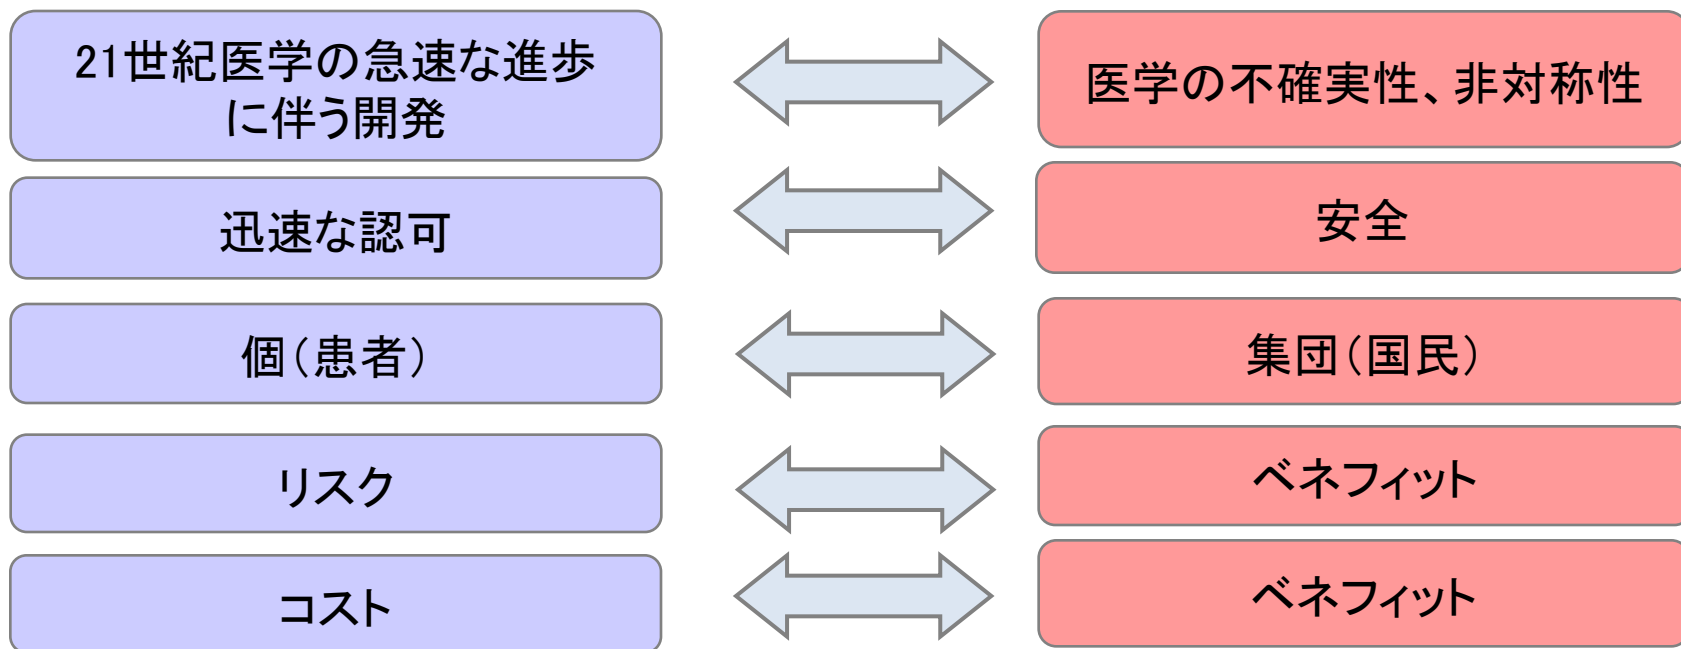 21世紀医学の急速な進歩
に伴う開発
医学の不確実性、非対称性
迅速な認可
安全
個（患者）
集団（国民）
リスク
ベネフィット
コスト
ベネフィット